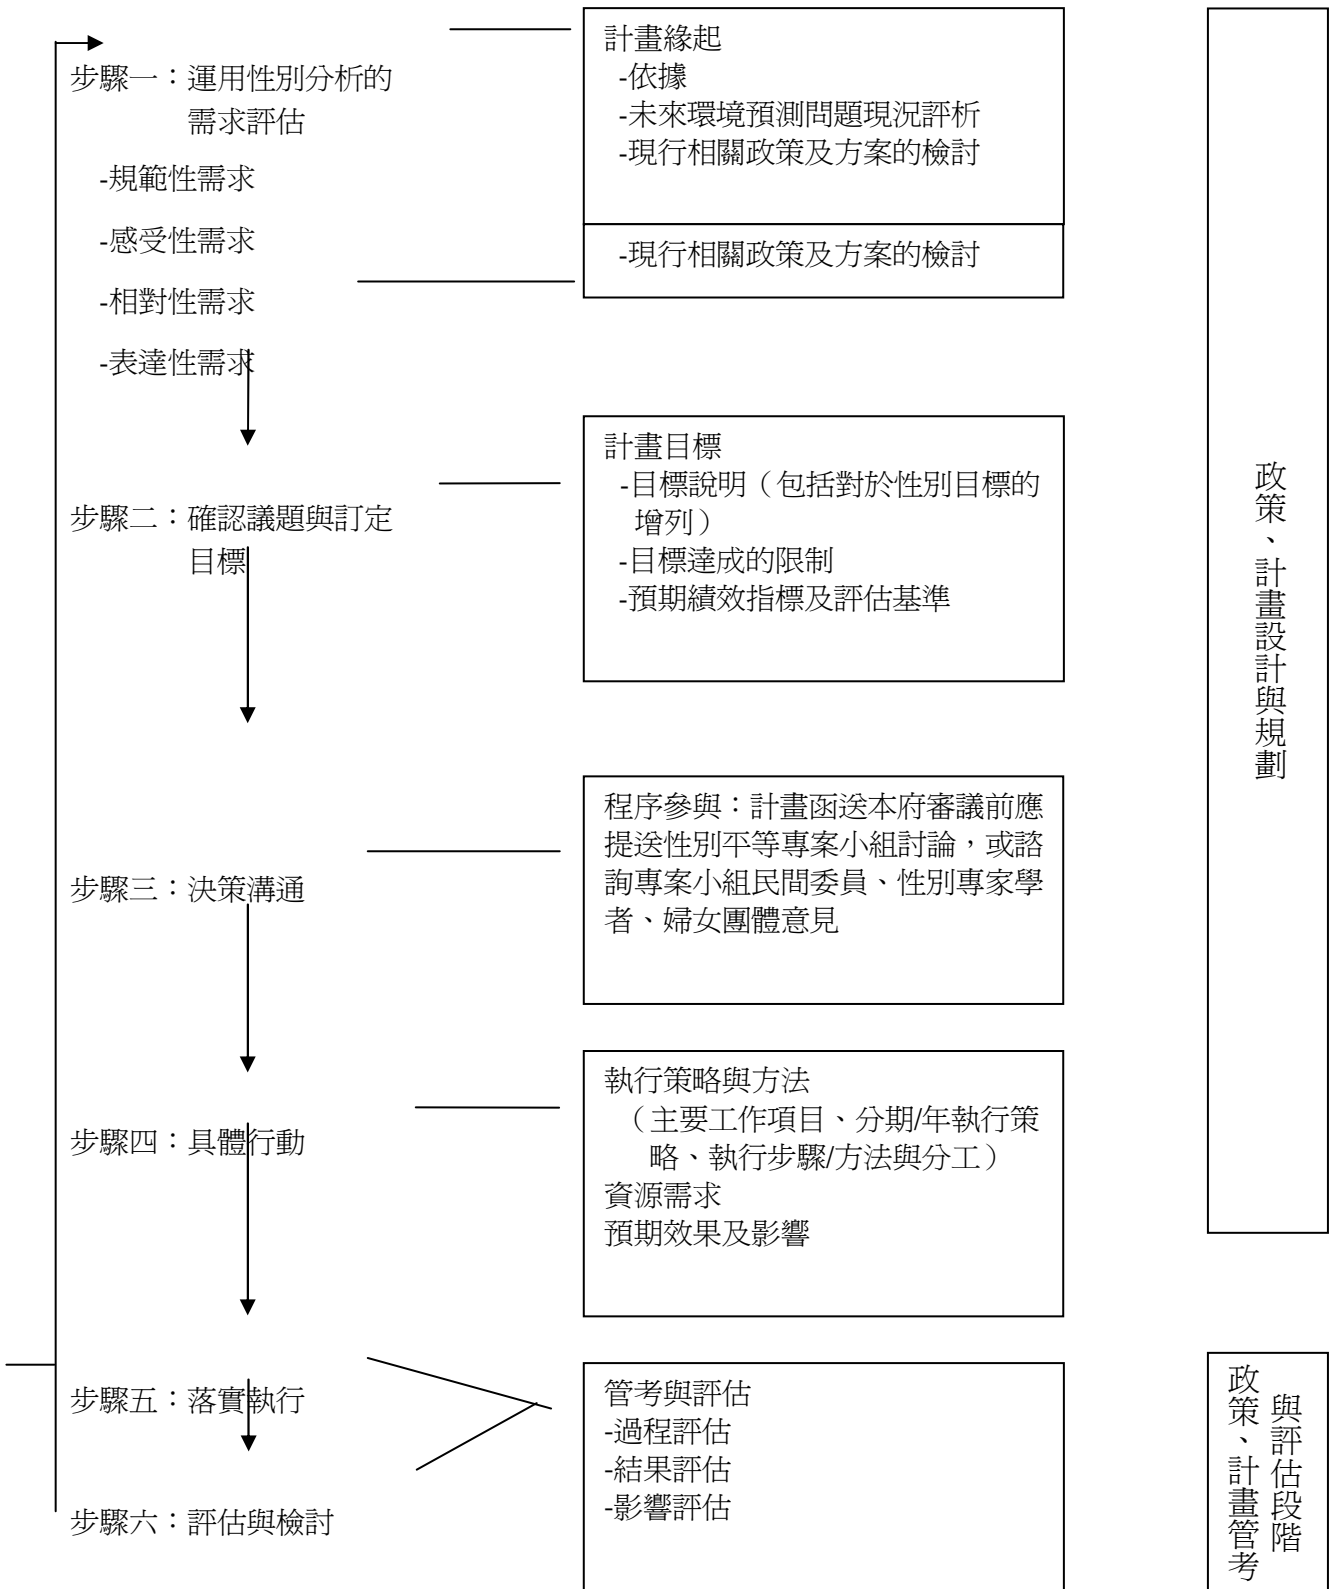 步驟一：運用性別分析的
需求評估
-規範性需求
-感受性需求
-相對性需求
-表達性需求
計畫緣起
-依據
-未來環境預測問題現況評析
-現行相關政策及方案的檢討
-現行相關政策及方案的檢討
步驟二：確認議題與訂定
目標
計畫目標
-目標說明（包括對於性別目標的
增列）
-目標達成的限制
-預期績效指標及評估基準
步驟三：決策溝通
程序參與：計畫函送本府審議前應
提送性別平等專案小組討論，或諮
詢專案小組民間委員、性別專家學
者、婦女團體意見
步驟四：具體行動
執行策略與方法
（主要工作項目、分期/年執行策
略、執行步驟/方法與分工）
資源需求
預期效果及影響
步驟五：落實執行
步驟六：評估與檢討
管考與評估
-過程評估
-結果評估
-影響評估
政策、計畫設計與規劃
政策、計畫管考
與評估段階